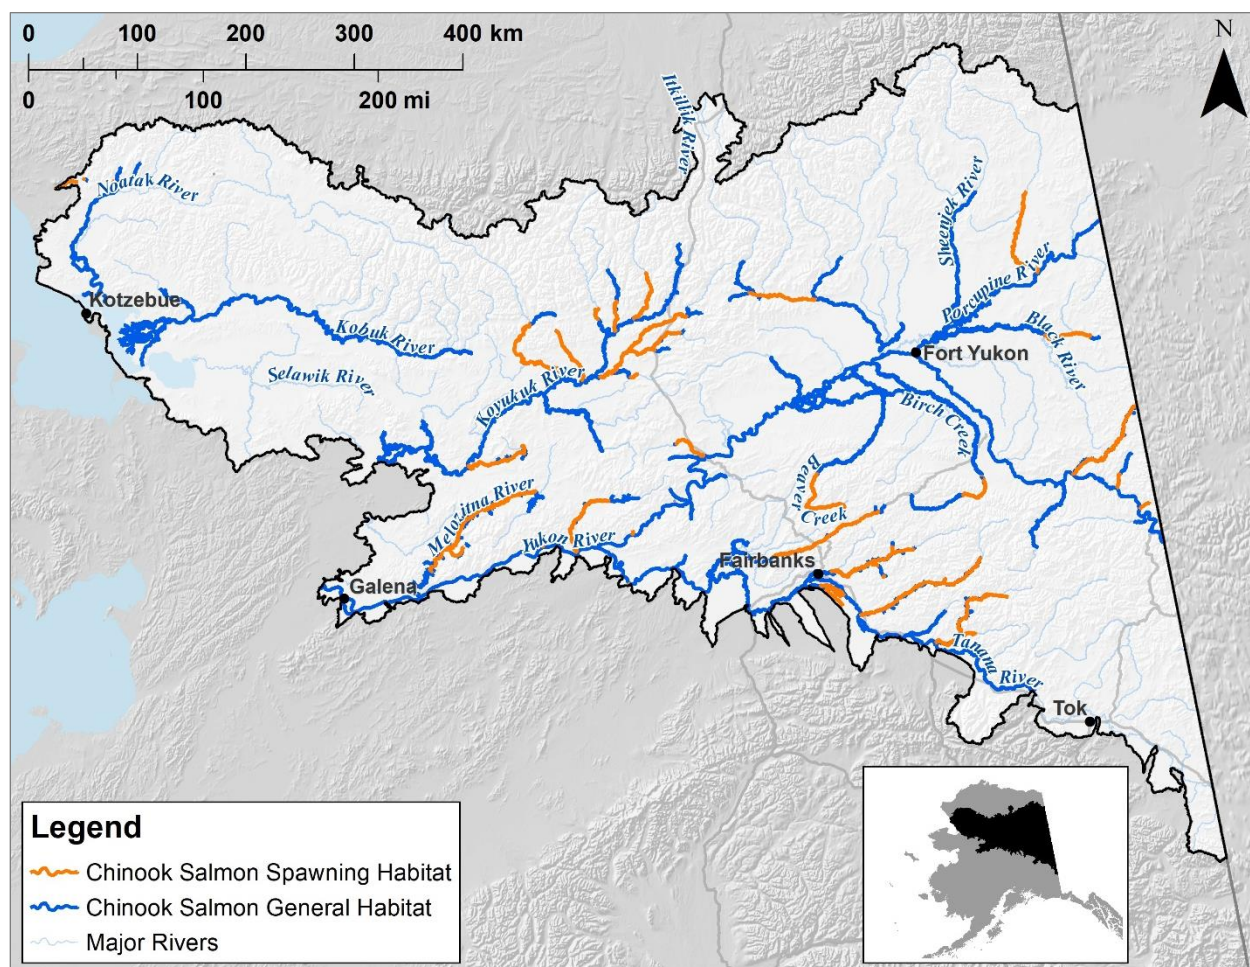 0 100 200 300 400 km
0 100 200 mi
N
Itkillik River
Noatak River
Sheenjek River
Kotzebue
Porcupine River
Kobuk River
Black River
Fort Yukon
Selawik River
Koyukuk River
Birch Creek
Beaver Creek
Melozitna River
Yukon River
Fairbanks
Galena
Tanana River
Tok
Legend
Chinook Salmon Spawning Habitat
Chinook Salmon General Habitat
Major Rivers